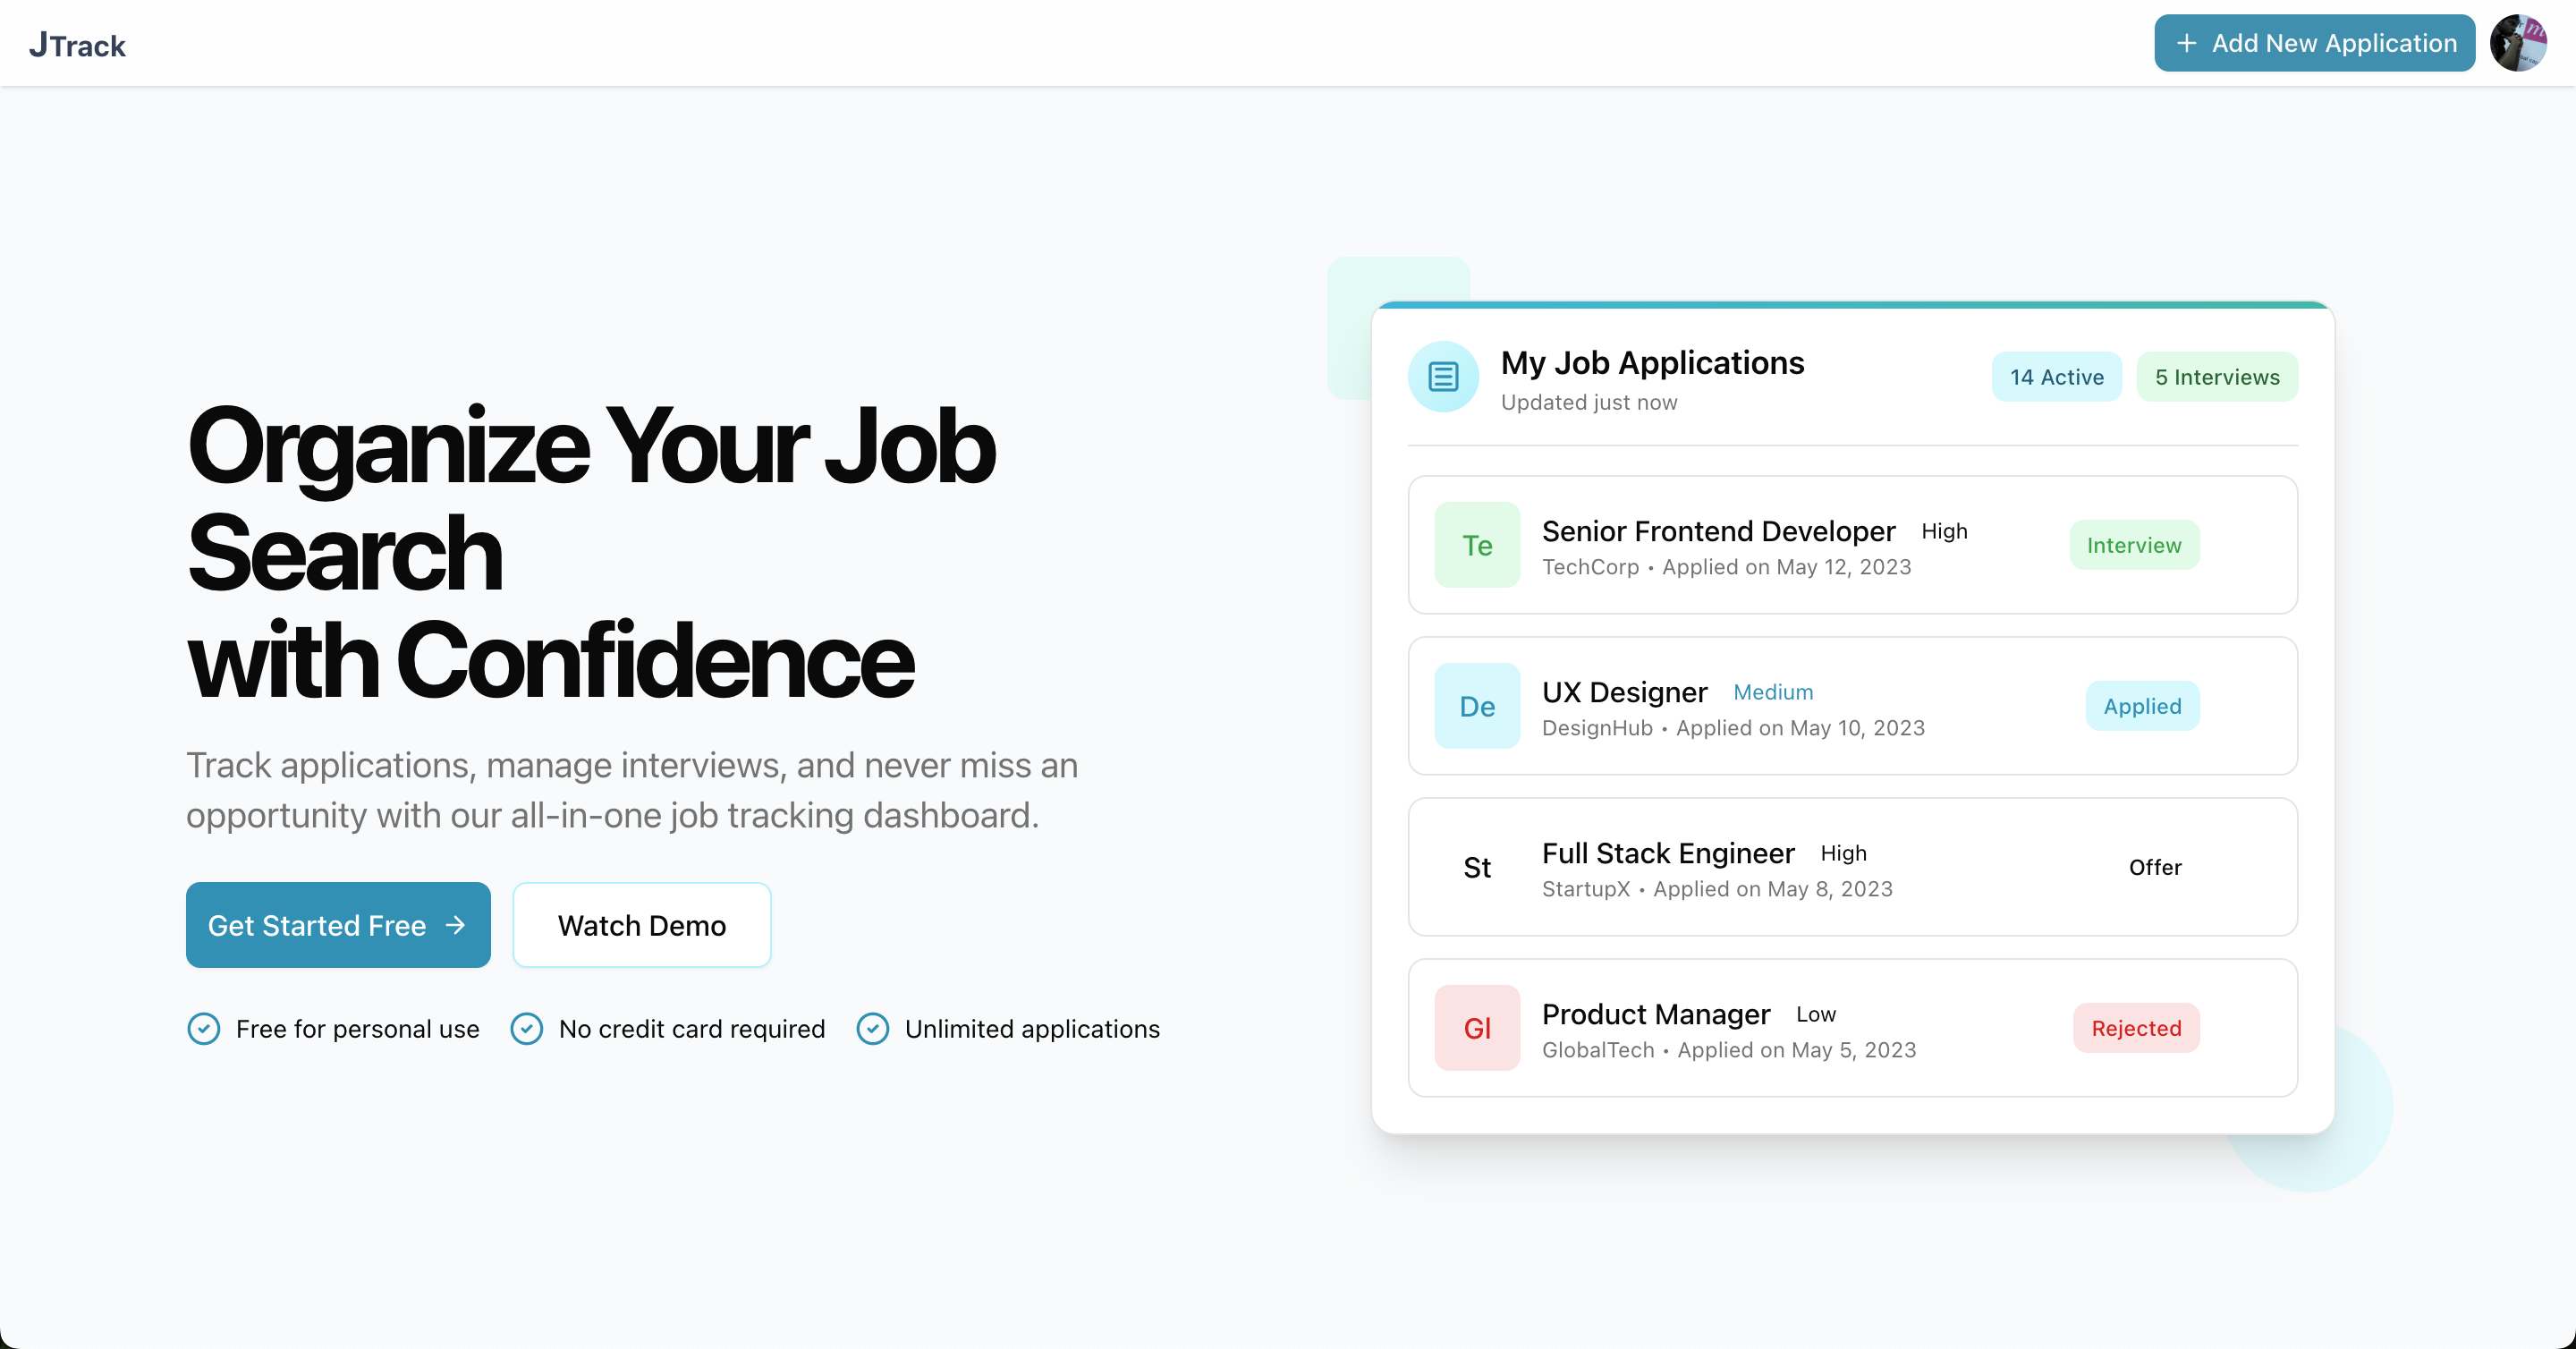 JTrack
+ Add New Application
Organize Your Job
Search
with Confidence
Track applications, manage interviews, and never miss an
opportunity with our all-in-one job tracking dashboard.
Get Started Free →
Watch Demo
Free for personal use
No credit card required
Unlimited applications
My Job Applications
Updated just now
14 Active
5 Interviews
Te
Senior Frontend Developer High
TechCorp • Applied on May 12, 2023
Interview
De
UX Designer Medium
DesignHub • Applied on May 10, 2023
Applied
St
Full Stack Engineer High
StartupX • Applied on May 8, 2023
Offer
Gl
Product Manager Low
GlobalTech • Applied on May 5, 2023
Rejected